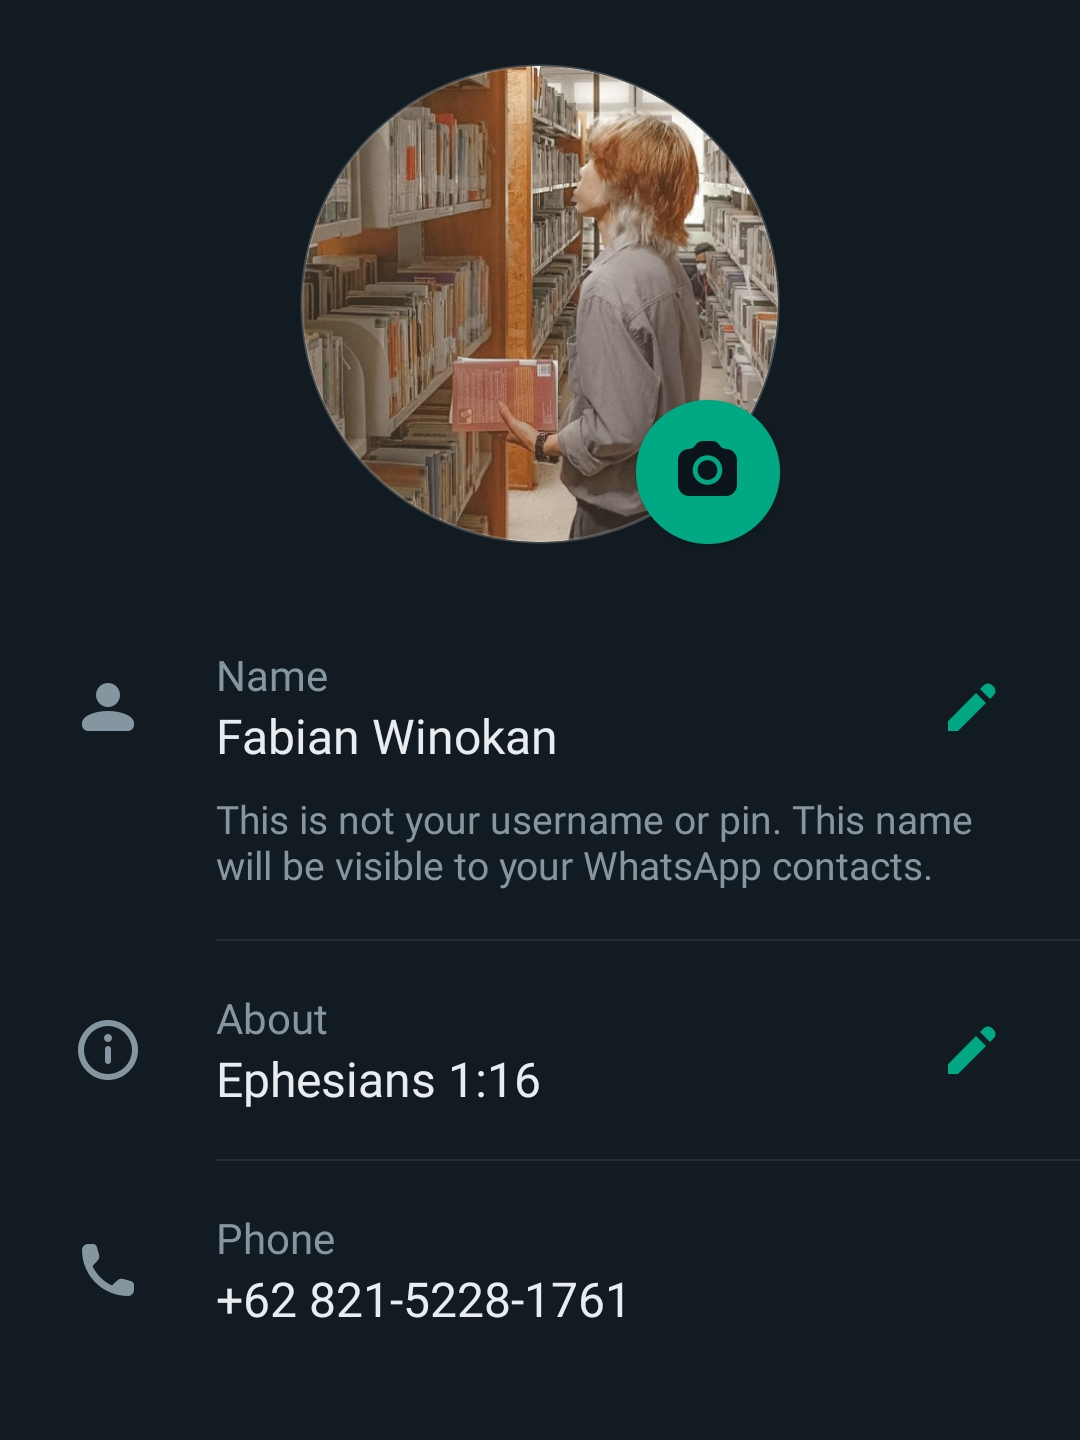 Name
Fabian Winokan
This is not your username or pin. This name
will be visible to your WhatsApp contacts.
About
Ephesians 1:16
Phone
+62 821-5228-1761